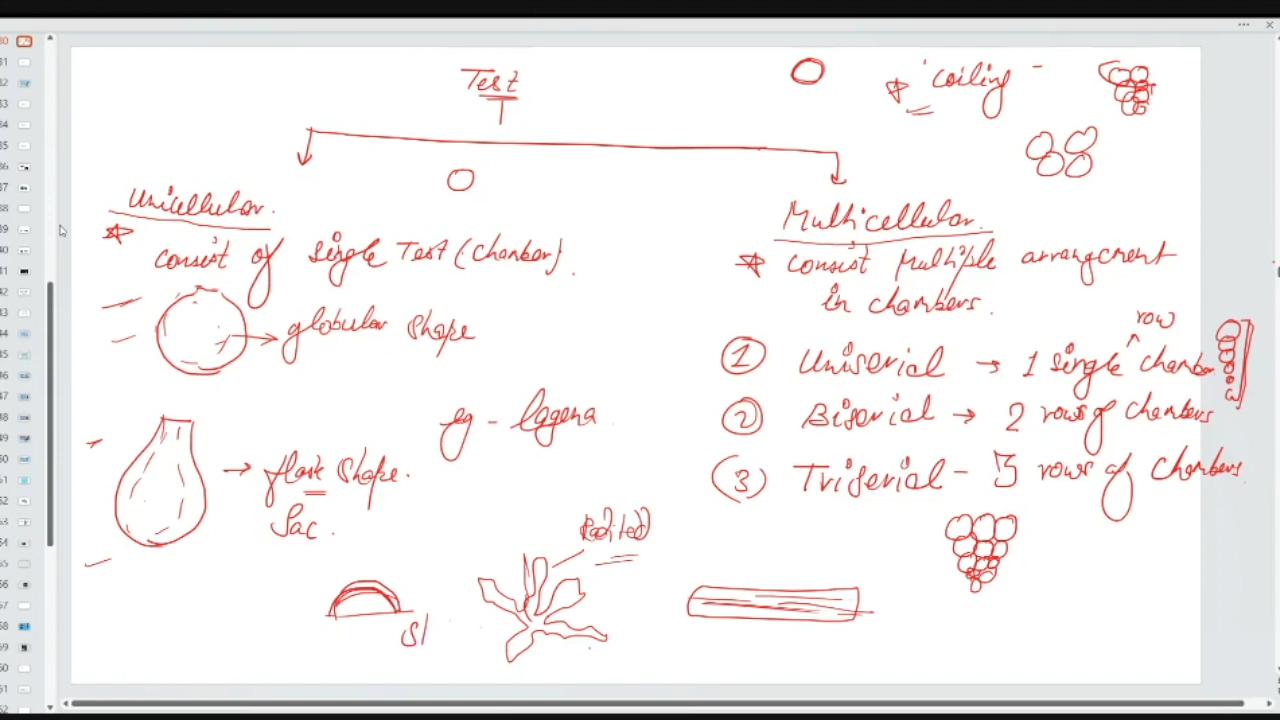 Test
* coiling -
Unicellular.
* consist of single Test (chamber).
globular shape
eg - lagena
flask shape.
Sac.
Multicellular.
* consist Multiple arrangement
in chambers.
① Uniserial → 1 single row chamber
② Biserial → 2 rows of chambers
③ Triserial - 3 rows of chambers